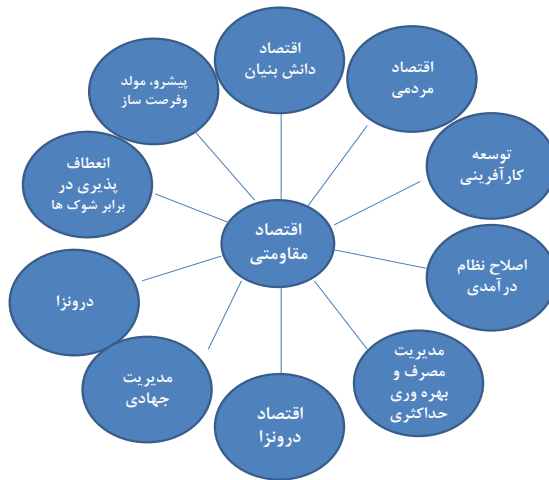 اقتصاد
دانش بنیان
اقتصاد
مردمی
توسعه
کارآفرینی
اصلاح نظام
درآمدی
مدیریت
مصرف و
بهره وری
حداکثری
اقتصاد
درونزا
مدیریت
جهادی
درونزا
انعطاف
پذیری در
برابر شوک ها
پیشرو، مولد
وفرصت ساز
اقتصاد
مقاومتی